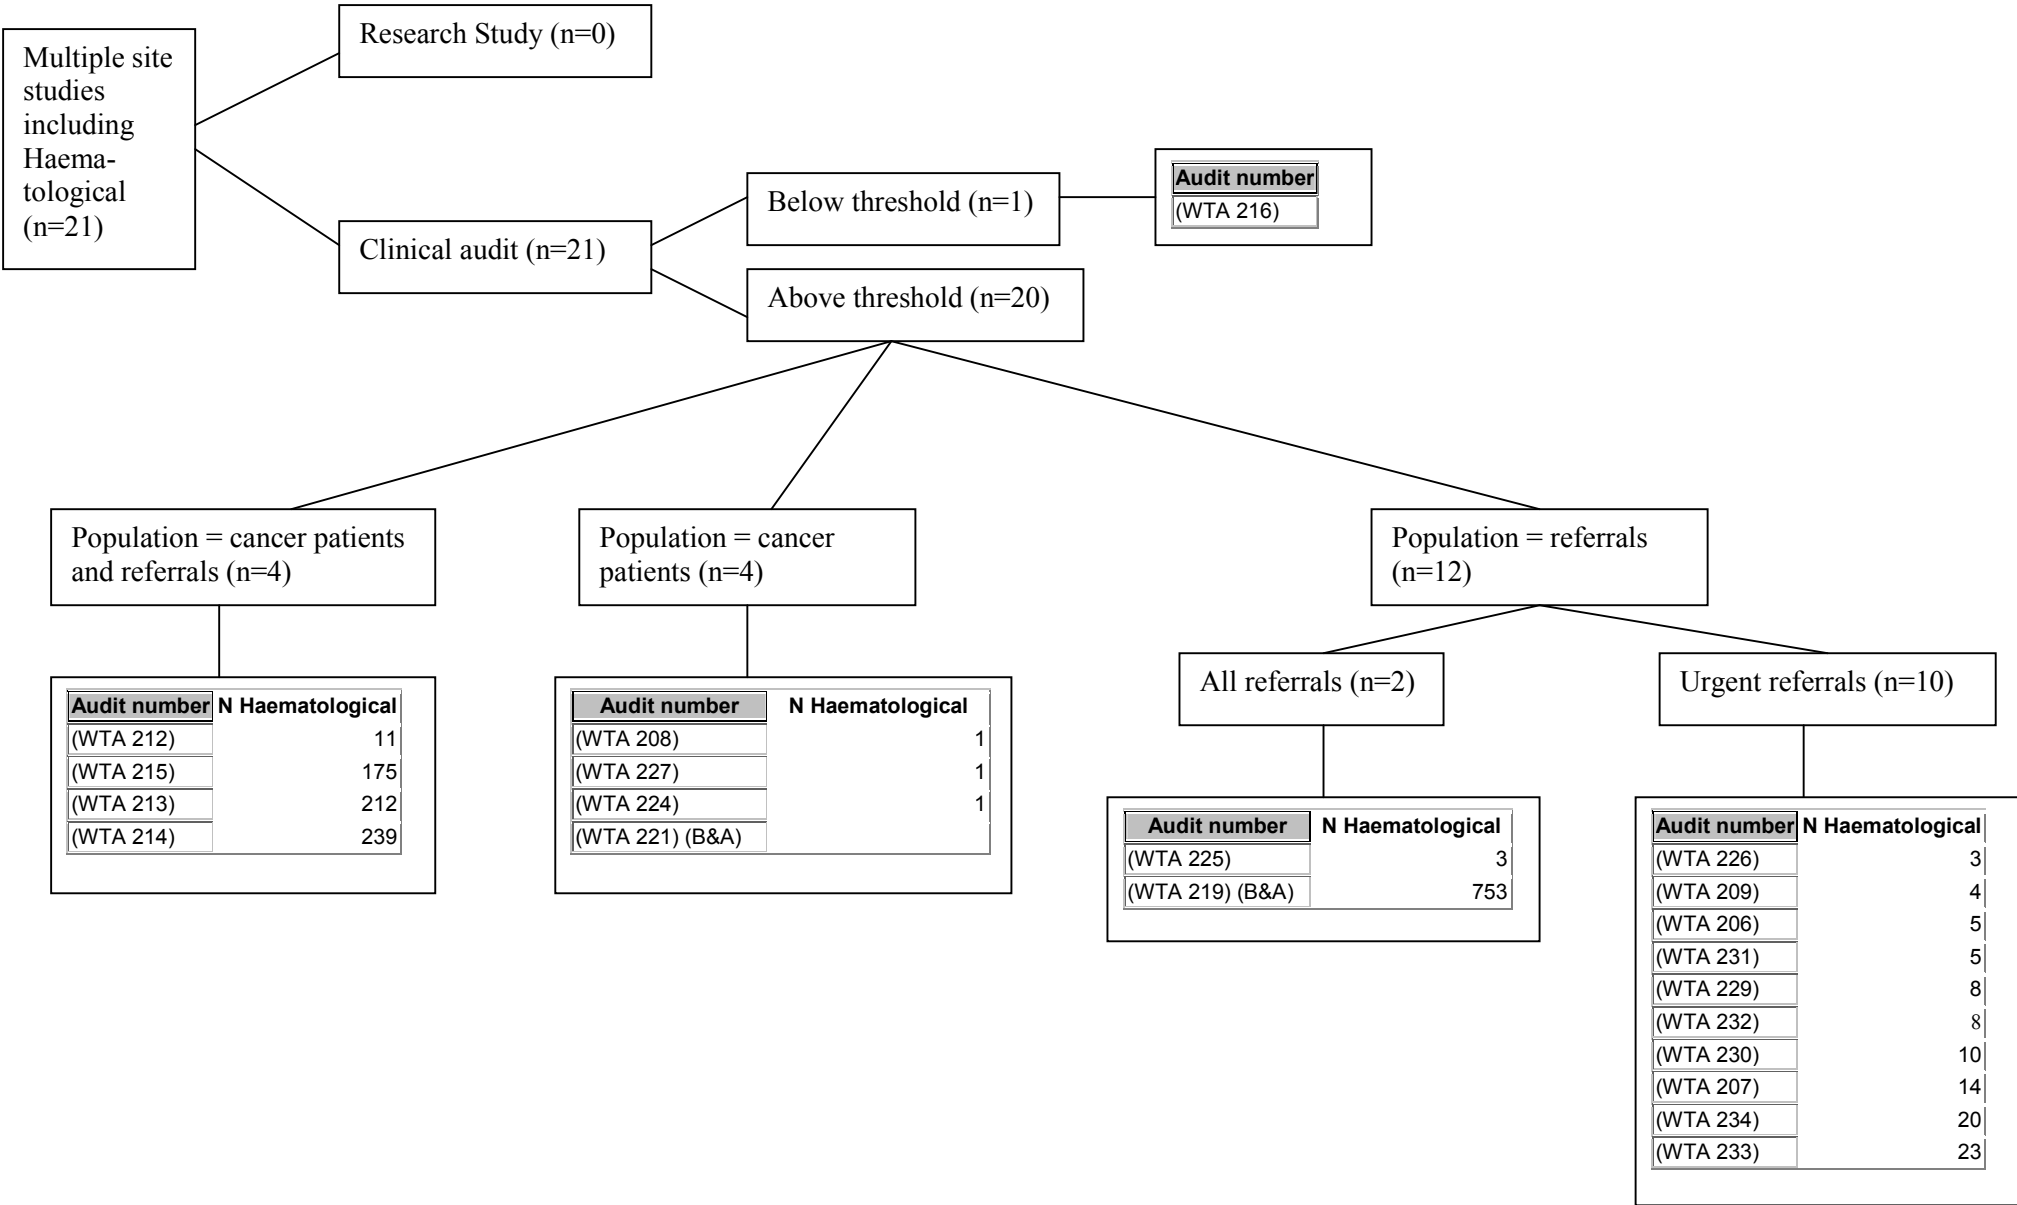 Multiple site
studies
including
Haema-
tological
(n=21)
Research Study (n=0)
Clinical audit (n=21)
Below threshold (n=1)
Audit number
(WTA 216)
Above threshold (n=20)
Population = cancer patients
and referrals (n=4)
Audit number N Haematological
(WTA 212) 11
(WTA 215) 175
(WTA 213) 212
(WTA 214) 239
Population = cancer
patients (n=4)
Audit number N Haematological
(WTA 208) 1
(WTA 227) 1
(WTA 224) 1
(WTA 221) (B&A)
Population = referrals
(n=12)
All referrals (n=2)
Audit number N Haematological
(WTA 225) 3
(WTA 219) (B&A) 753
Urgent referrals (n=10)
Audit number N Haematological
(WTA 226) 3
(WTA 209) 4
(WTA 206) 5
(WTA 231) 5
(WTA 229) 8
(WTA 232) 8
(WTA 230) 10
(WTA 207) 14
(WTA 234) 20
(WTA 233) 23